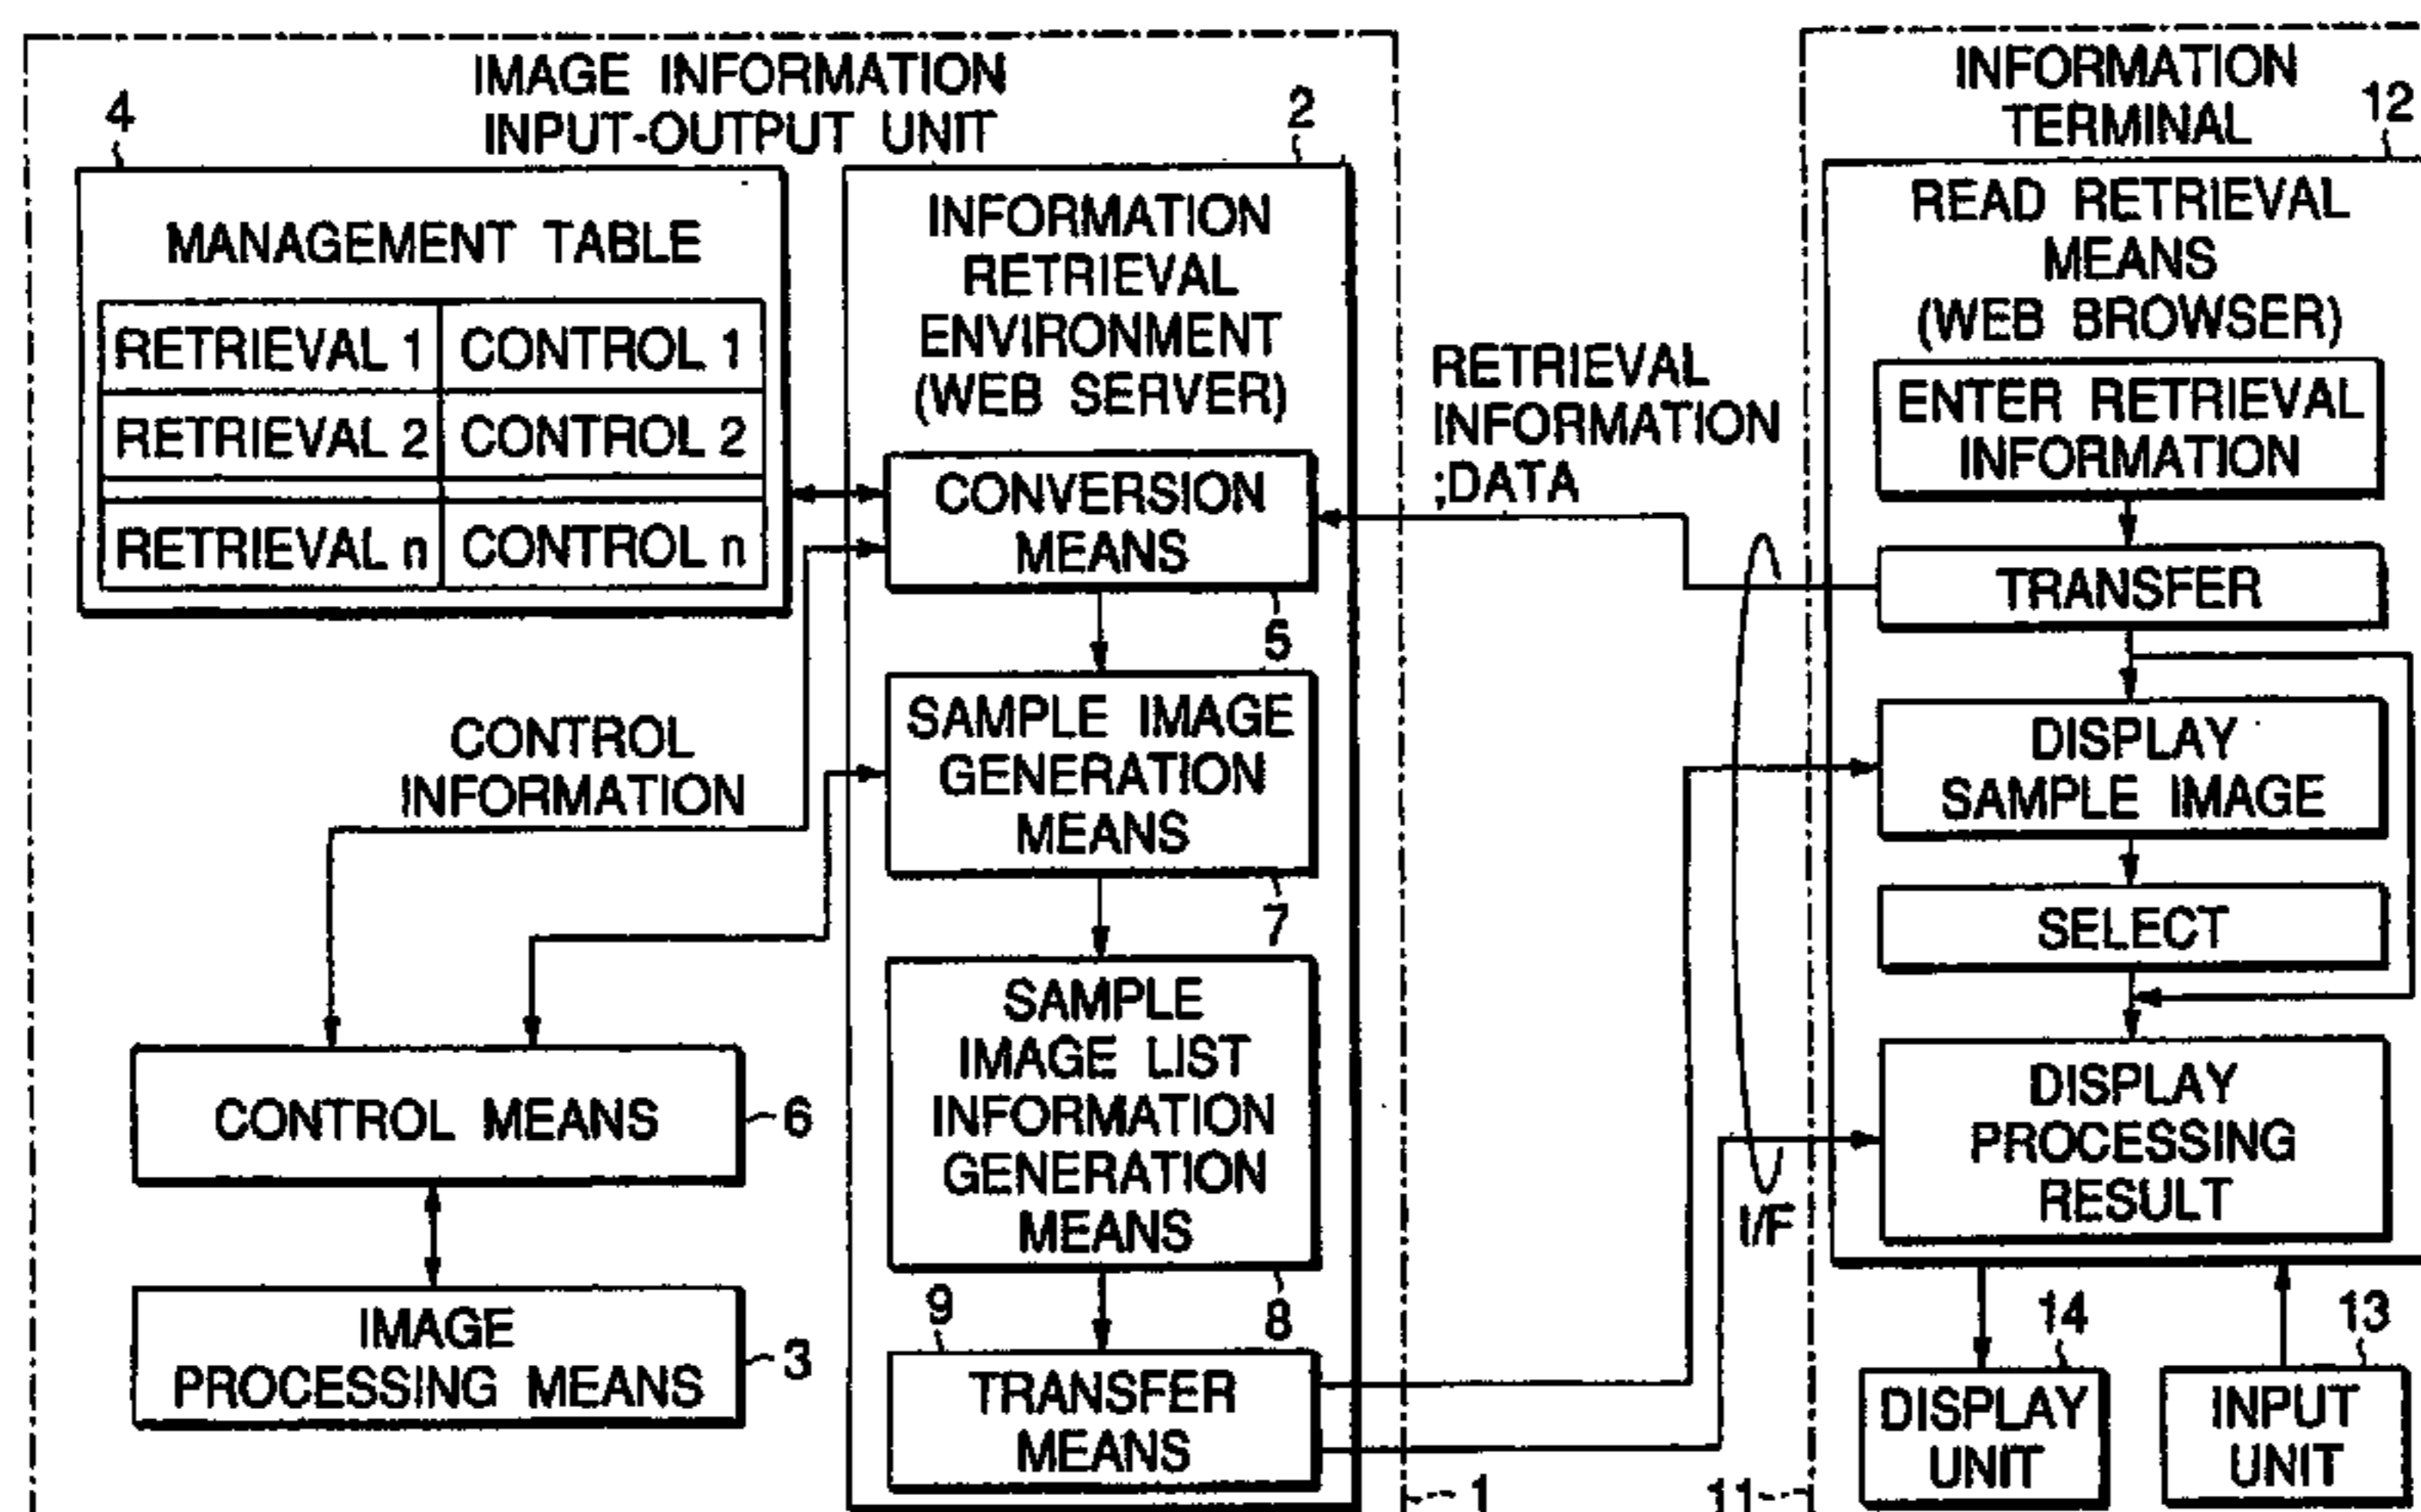 IMAGE INFORMATION
INPUT-OUTPUT UNIT
4
MANAGEMENT TABLE
RETRIEVAL 1 CONTROL 1
RETRIEVAL 2 CONTROL 2
RETRIEVAL n CONTROL n
2
INFORMATION
RETRIEVAL
ENVIRONMENT
(WEB SERVER)
CONVERSION
MEANS
5
SAMPLE IMAGE
GENERATION
MEANS
7
SAMPLE
IMAGE LIST
INFORMATION
GENERATION
MEANS
8
9
TRANSFER
MEANS
CONTROL
INFORMATION
CONTROL MEANS
6
IMAGE
PROCESSING MEANS
3
1
RETRIEVAL
INFORMATION
;DATA
I/F
INFORMATION
TERMINAL
12
READ RETRIEVAL
MEANS
(WEB BROWSER)
ENTER RETRIEVAL
INFORMATION
TRANSFER
DISPLAY
SAMPLE IMAGE
SELECT
DISPLAY
PROCESSING
RESULT
14
DISPLAY
UNIT
13
INPUT
UNIT
11